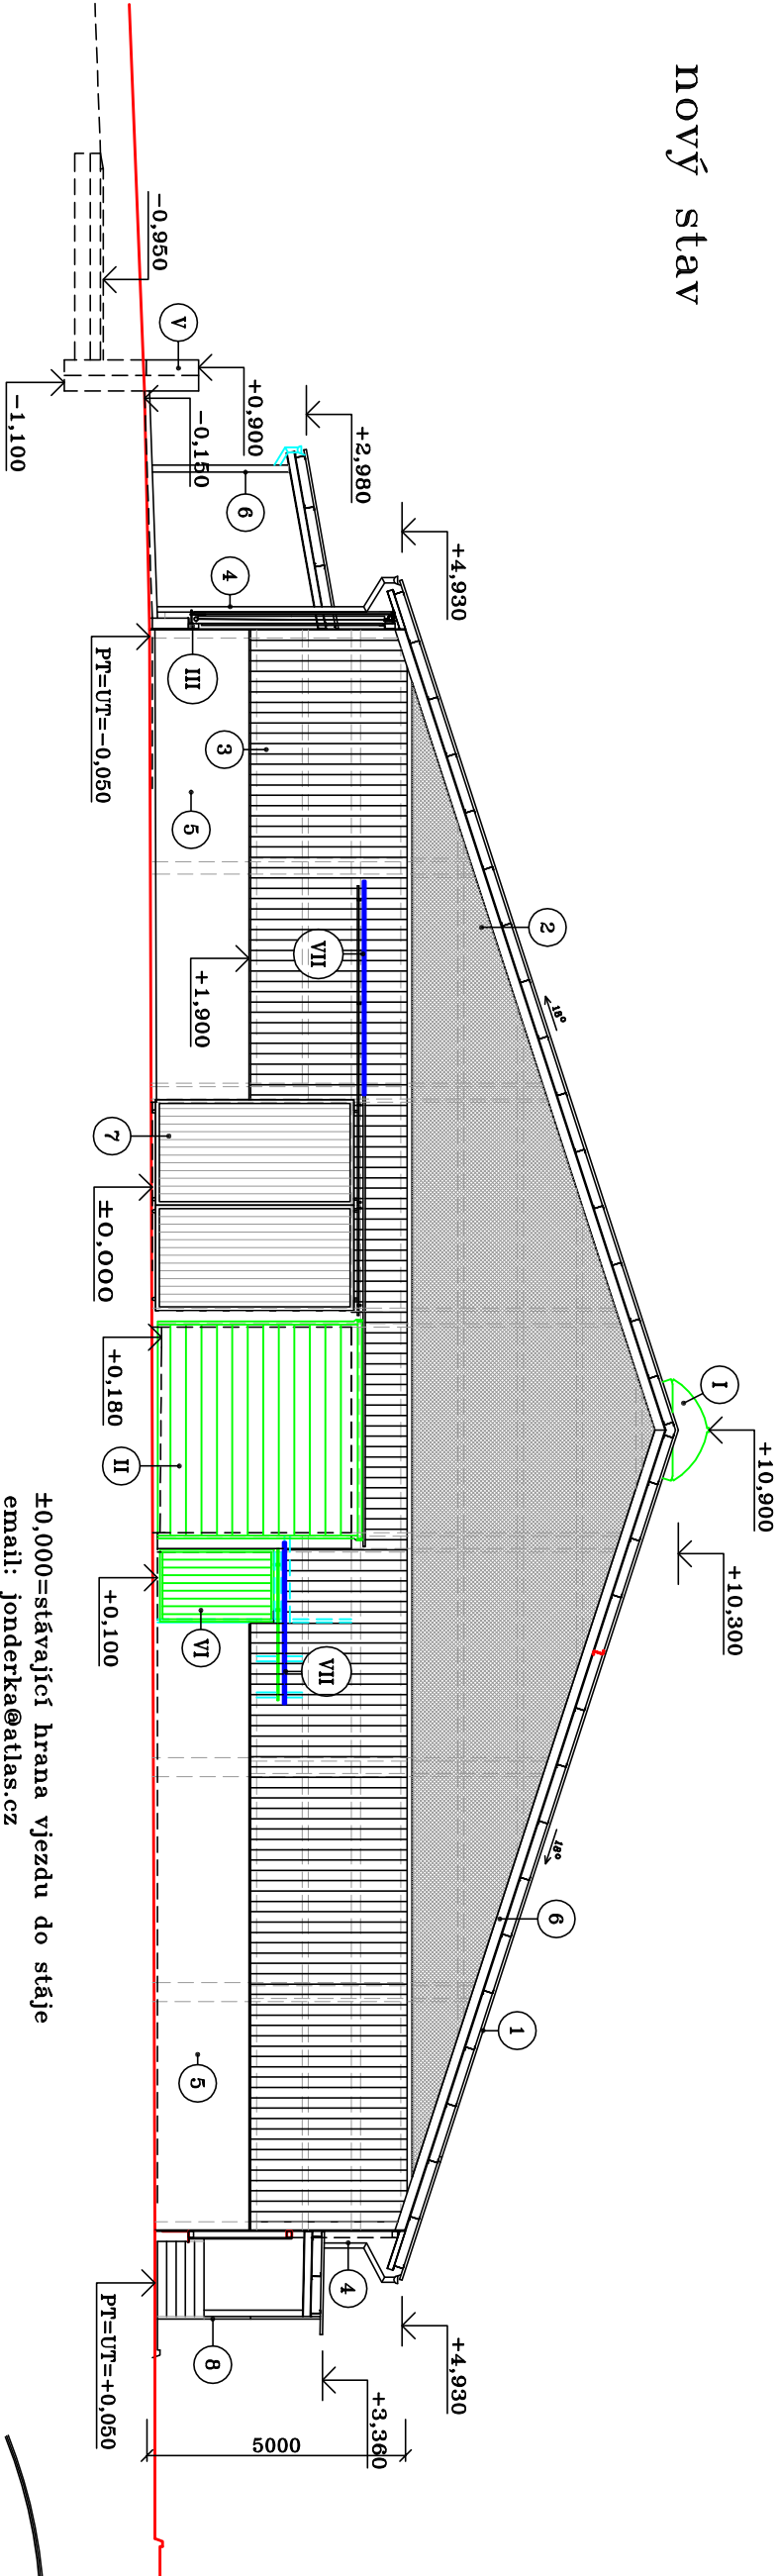 nový stav
-0,950
V
-1,100
+0,900
-0,150
+2,980
6
+4,930
4
III
PT=UT=-0,050
3
5
2
VII
+1,900
18°
7
±0,000
I
+10,900
+10,300
+0,180
II
+0,100
VI
VII
18°
6
1
5
4
+4,930
8
+3,360
PT=UT=+0,050
5000
±0,000=stávající hrana vjezdu do stáje
email: jonderka@atlas.cz